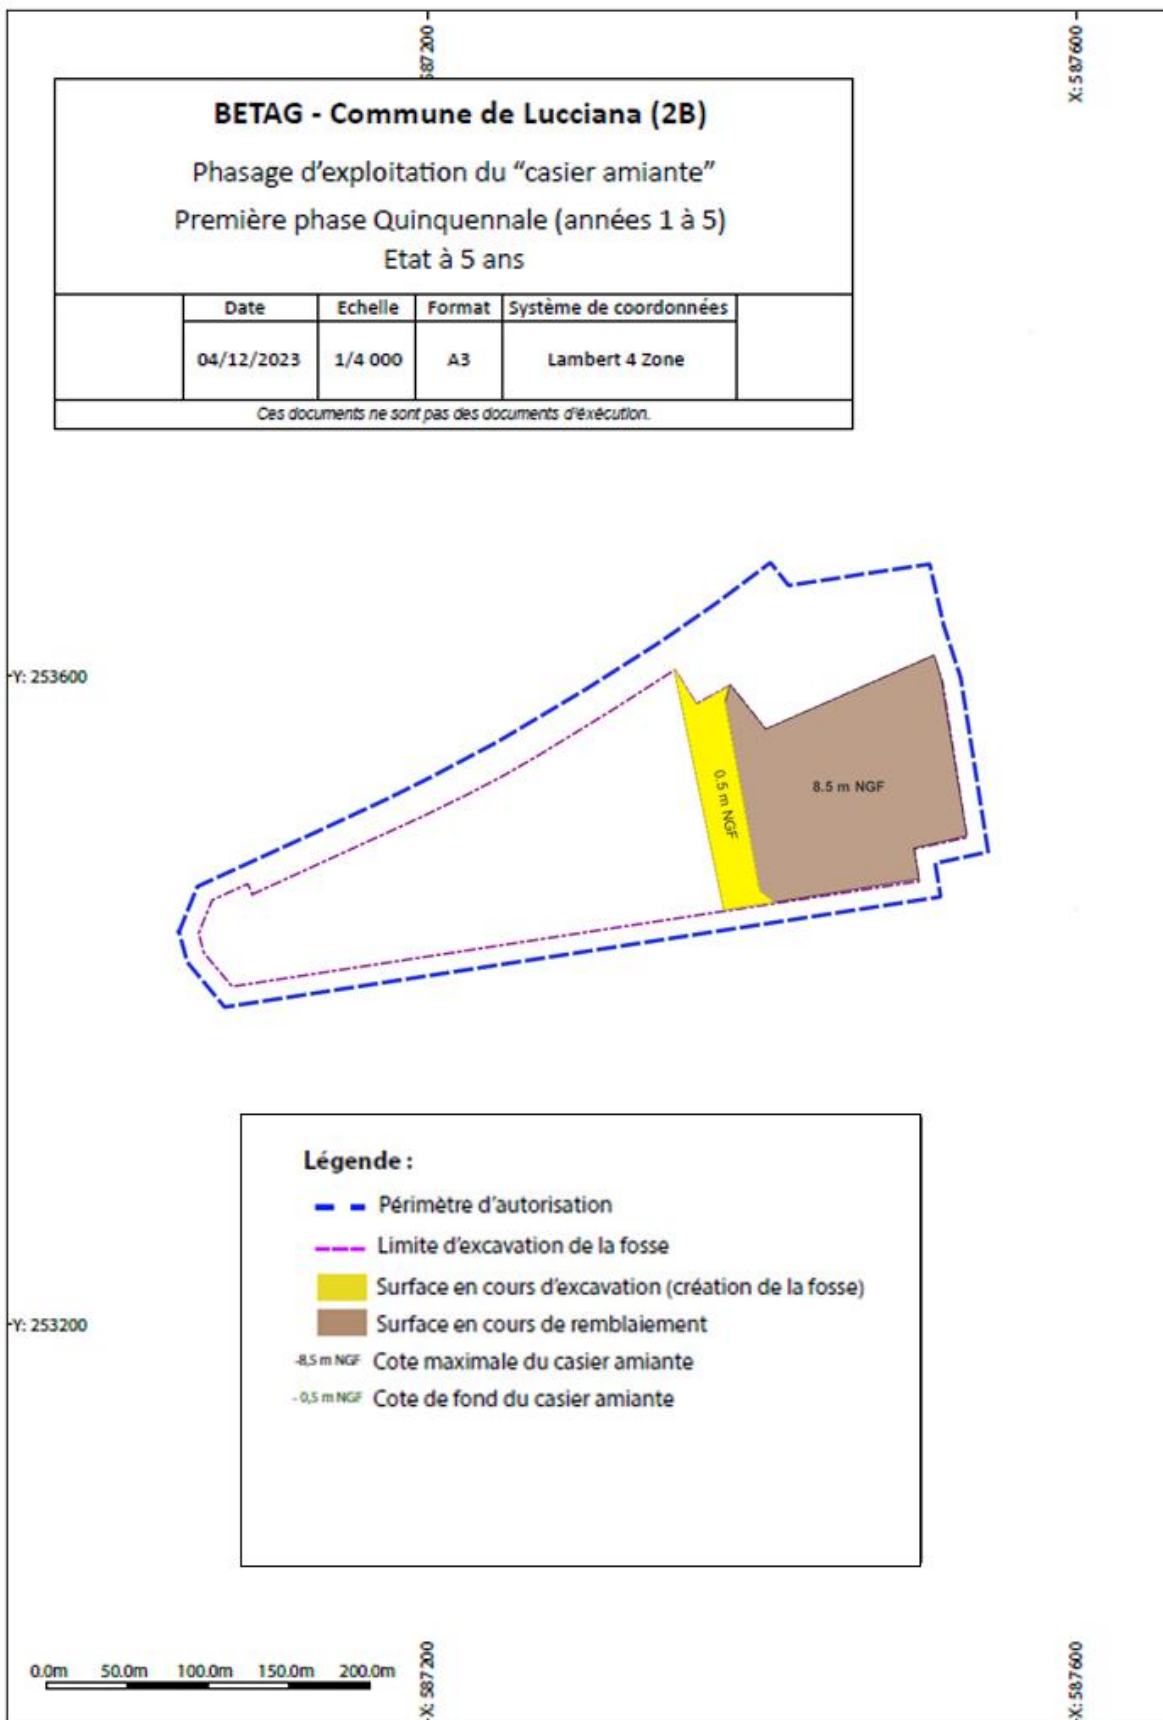 X: 587200
X: 587600
BETAG - Commune de Lucciana (2B)
Phasage d'exploitation du "casier amiante"
Première phase Quinquennale (années 1 à 5)
Etat à 5 ans
Date Echelle Format Système de coordonnées
04/12/2023 1/4 000 A3 Lambert 4 Zone
Ces documents ne sont pas des documents d'éxécution.
Y: 253600
0.5 m NGF
8.5 m NGF
Légende :
Périmètre d'autorisation
Limite d'excavation de la fosse
Surface en cours d'excavation (création de la fosse)
Surface en cours de remblaiement
Y: 253200
-8,5 m NGF Cote maximale du casier amiante
- 0,5 m NGF Cote de fond du casier amiante
0.0m 50.0m 100.0m 150.0m 200.0m
X: 587200
X: 587600